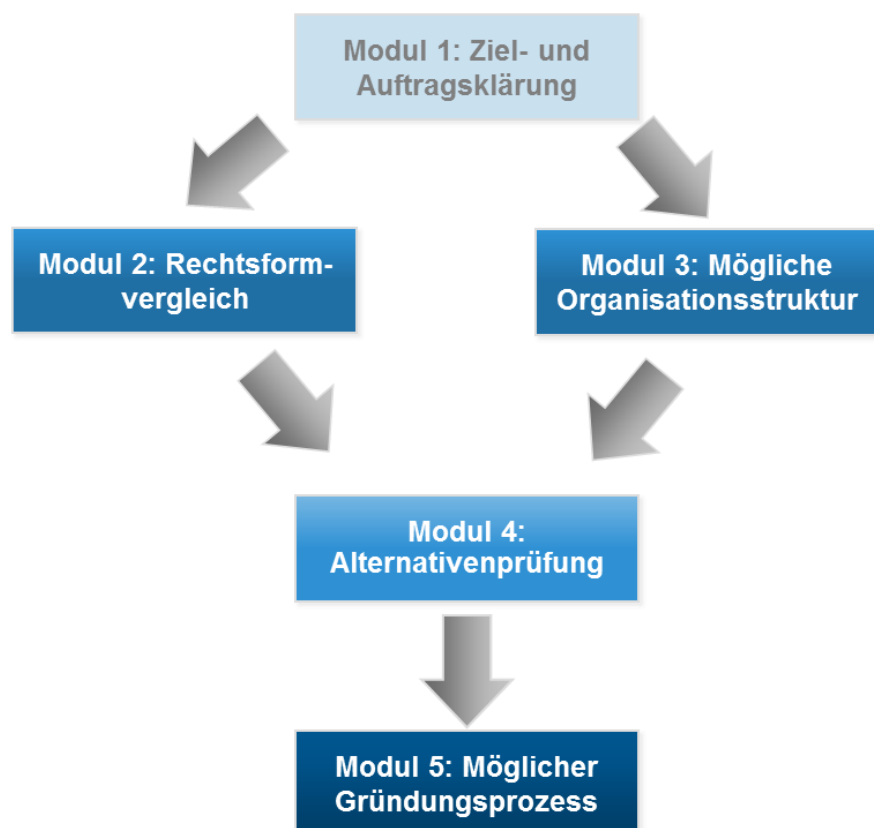 Modul 1: Ziel- und
Auftragsklärung
Modul 2: Rechtsform-
vergleich
Modul 3: Mögliche
Organisationsstruktur
Modul 4:
Alternativenprüfung
Modul 5: Möglicher
Gründungsprozess